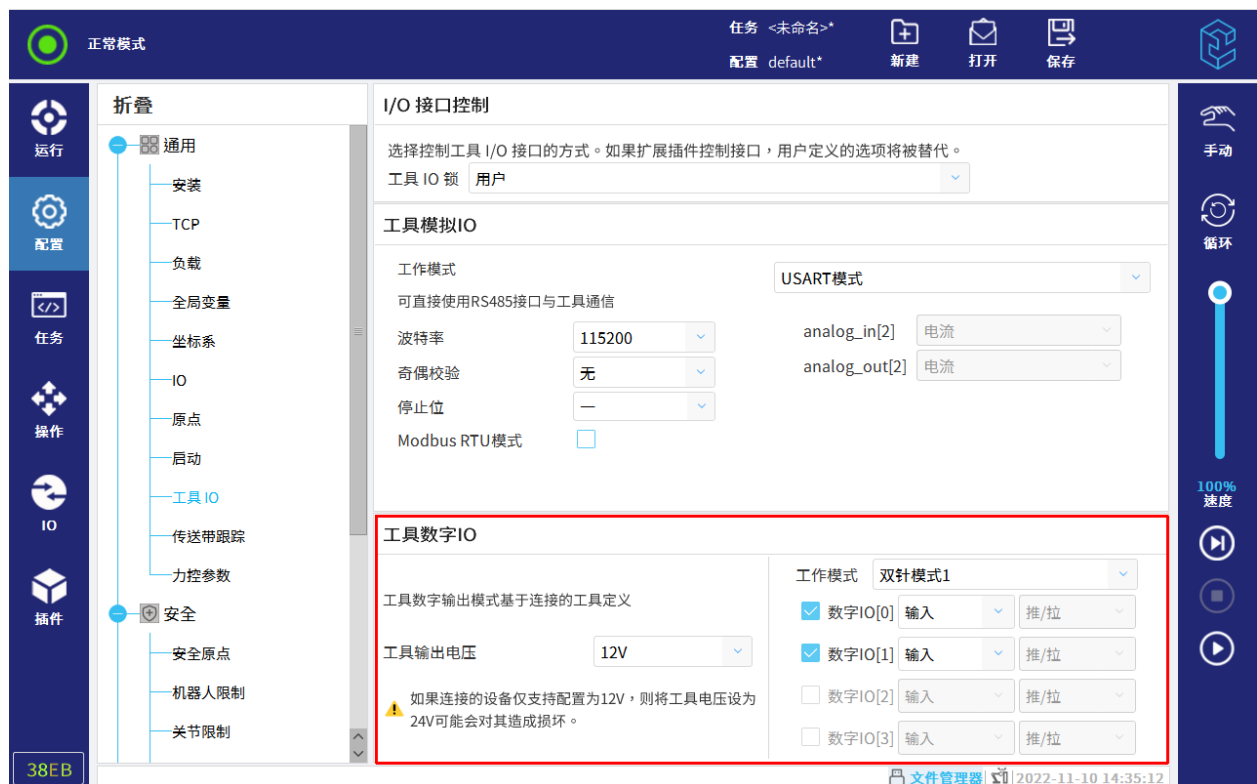 正常模式
任务 <未命名>*
配置 default*
新建
打开
保存
运行
配置
任务
操作
IO
插件
38EB
折叠
通用
安装
TCP
负载
全局变量
坐标系
IO
原点
启动
工具 IO
传送带跟踪
力控参数
安全
安全原点
机器人限制
关节限制
I/O 接口控制
选择控制工具 I/O 接口的方式。如果扩展插件控制接口，用户定义的选项将被替代。
工具 IO 锁 用户
工具模拟IO
工作模式
USART模式
可直接使用RS485接口与工具通信
波特率 115200
analog_in[2] 电流
奇偶校验 无
analog_out[2] 电流
停止位 一
Modbus RTU模式
工具数字IO
工作模式 双针模式1
工具数字输出模式基于连接的工具定义
数字IO[0] 输入 推/拉
工具输出电压 12V
数字IO[1] 输入 推/拉
如果连接的设备仅支持配置为12V，则将工具电压设为
24V可能会对其造成损坏。
数字IO[2] 输入 推/拉
数字IO[3] 输入 推/拉
手动
循环
100%
速度
文件管理器
2022-11-10 14:35:12